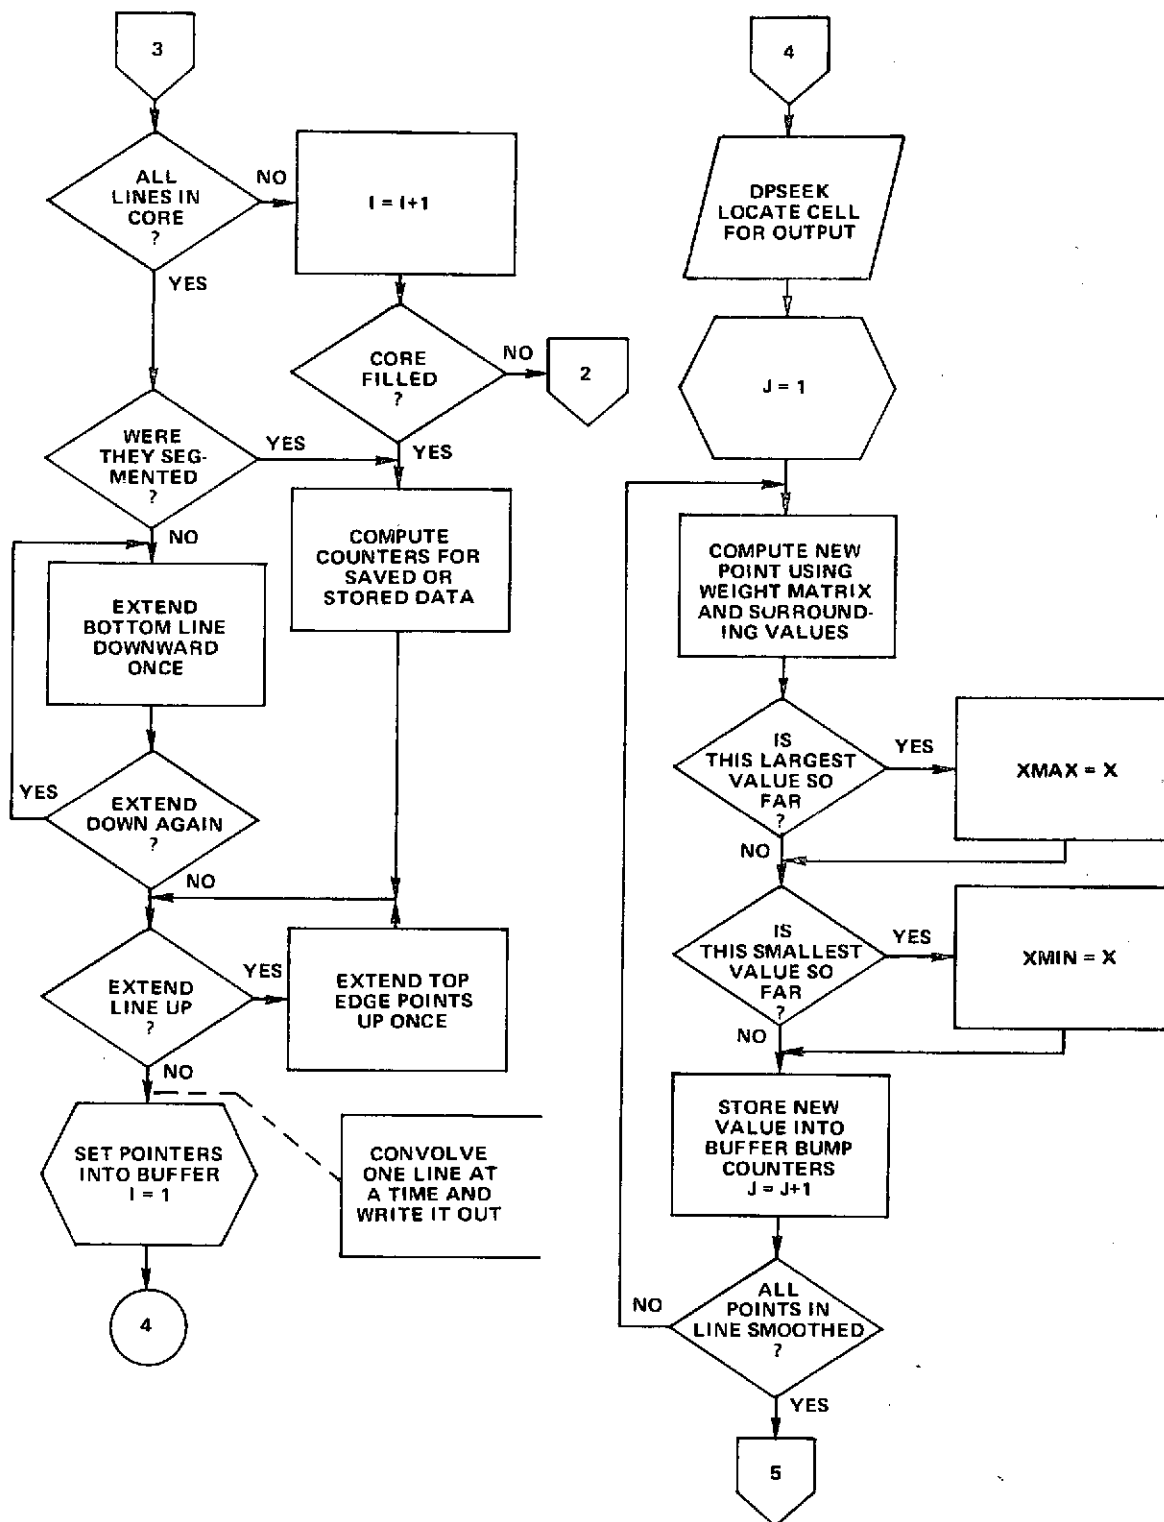 3
ALL
LINES IN
CORE
?
NO
YES
I = I+1
CORE
FILLED
?
NO
2
YES
WERE
THEY SEG-
MENTED
?
YES
NO
COMPUTE
COUNTERS FOR
SAVED OR
STORED DATA
EXTEND
BOTTOM LINE
DOWNWARD
ONCE
YES
EXTEND
DOWN AGAIN
?
NO
EXTEND
LINE UP
?
YES
EXTEND TOP
EDGE POINTS
UP ONCE
NO
SET POINTERS
INTO BUFFER
I = 1
CONVOLVE
ONE LINE AT
A TIME AND
WRITE IT OUT
4
4
DPSEEK
LOCATE CELL
FOR OUTPUT
J = 1
COMPUTE NEW
POINT USING
WEIGHT MATRIX
AND SURROUND-
ING VALUES
IS
THIS LARGEST
VALUE SO
FAR
?
YES
XMAX = X
NO
IS
THIS SMALLEST
VALUE SO
FAR
?
YES
XMIN = X
NO
STORE NEW
VALUE INTO
BUFFER BUMP
COUNTERS
J = J+1
ALL
POINTS IN
LINE SMOOTHED
?
NO
YES
5